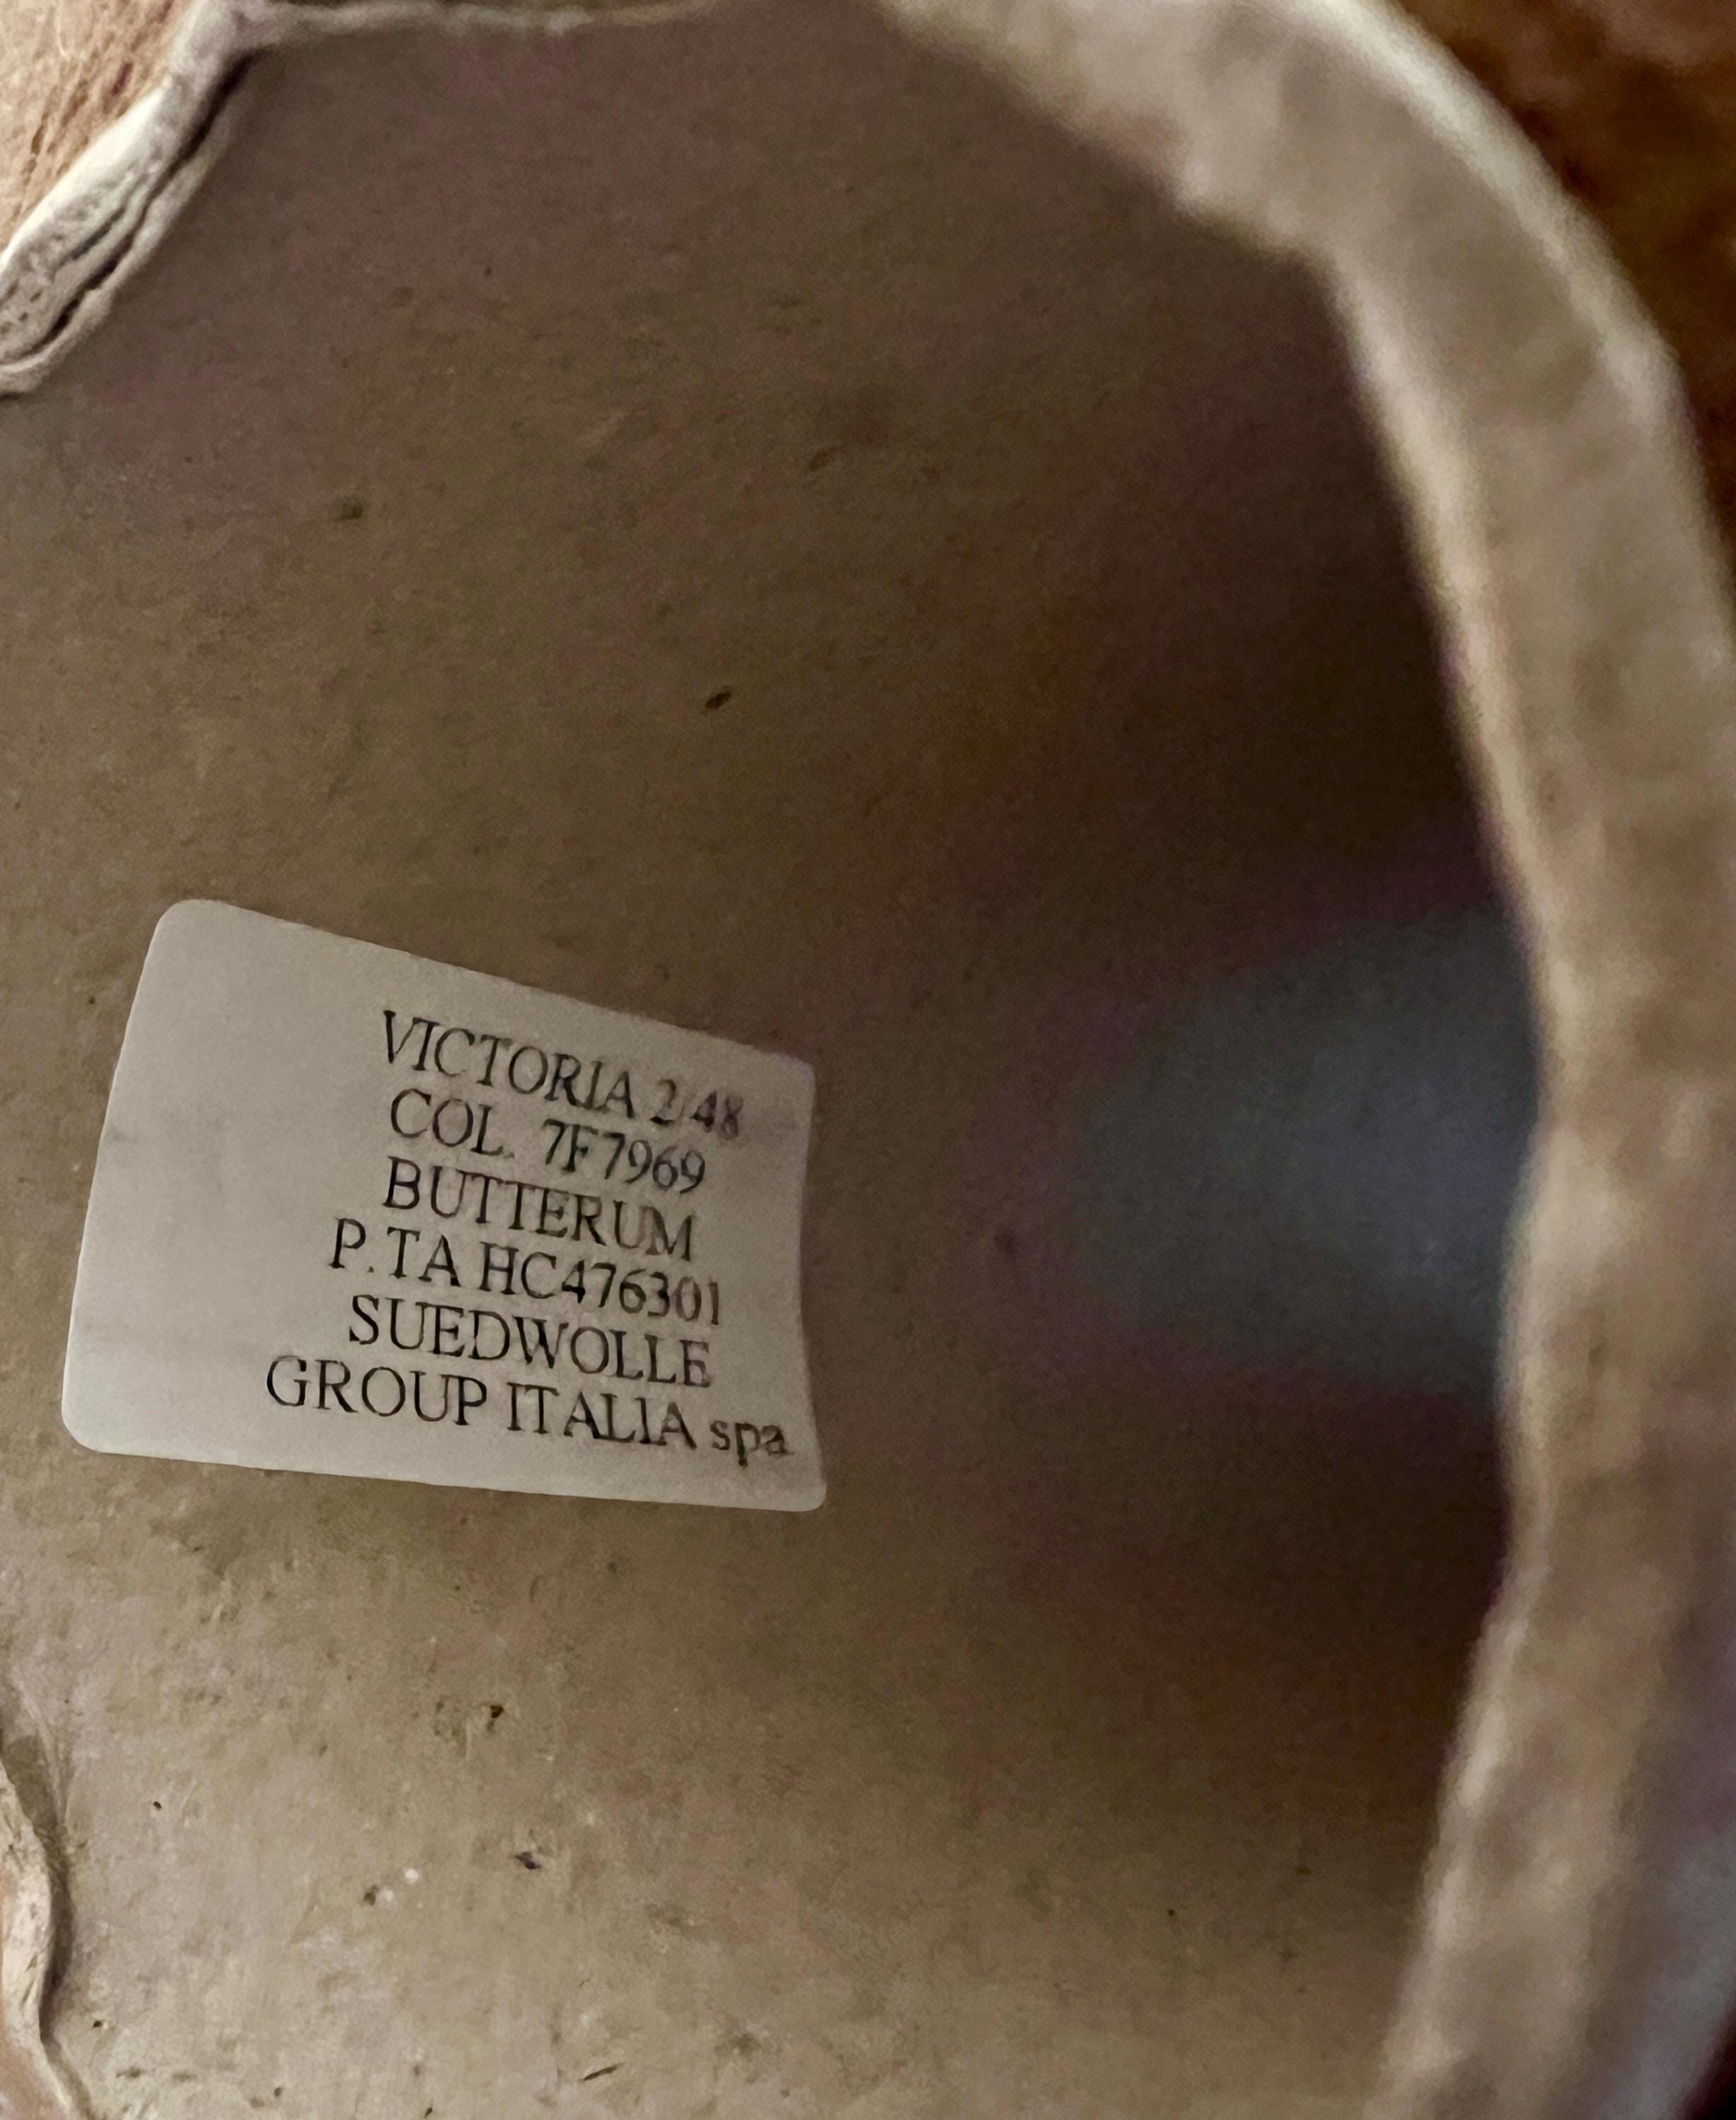 VICTORIA 2/48
COL. 7F7969
BUTTERUM
P.TA HC476301
SUEDWOLLE
GROUP ITALIA spa